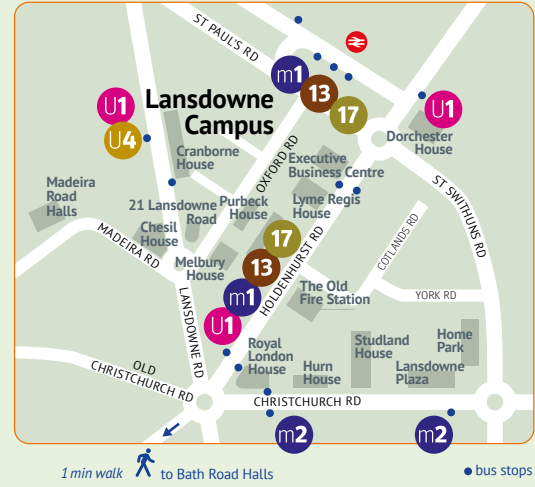 ST PAUL'S RD
m1
13
17
U1
U4
U1
Lansdowne
Campus
Dorchester
House
Cranborne
House
OXFORD RD
Executive
Business Centre
Madeira
Road
Halls
21 Lansdowne
Road
Purbeck
House
Lyme Regis
House
ST SWITHUNS RD
Chesil
House
MADEIRA RD
COTLANDS RD
17
13
m1
U1
Melbury
House
HOLDENHURST RD
The Old
Fire Station
YORK RD
LANSDOWNE RD
Royal
London
House
Hurn
House
Studland
House
Home
Park
Lansdowne
Plaza
OLD
CHRISTCHURCH RD
CHRISTCHURCH RD
m2
m2
1 min walk
to Bath Road Halls
bus stops